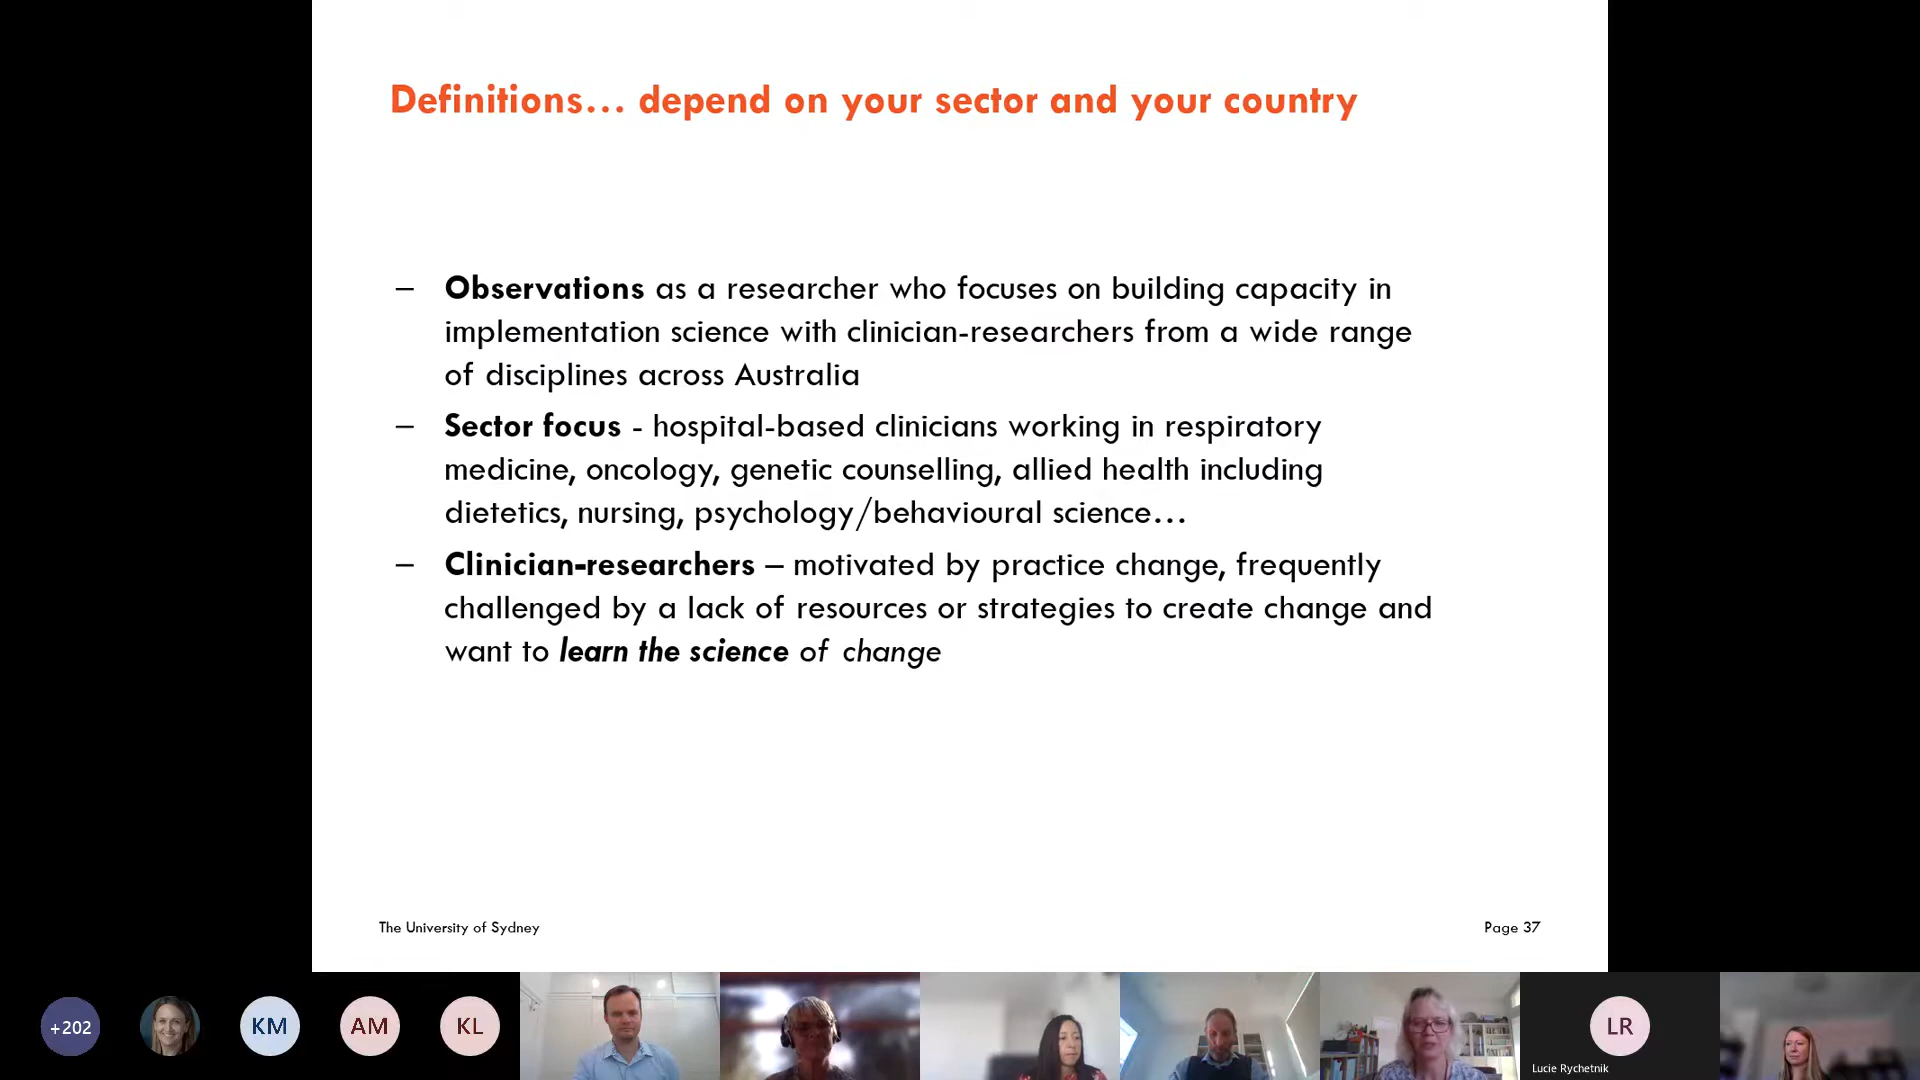 Definitions... depend on your sector and your country
– Observations as a researcher who focuses on building capacity in
implementation science with clinician-researchers from a wide range
of disciplines across Australia
– Sector focus - hospital-based clinicians working in respiratory
medicine, oncology, genetic counselling, allied health including
dietetics, nursing, psychology/behavioural science...
– Clinician-researchers – motivated by practice change, frequently
challenged by a lack of resources or strategies to create change and
want to learn the science of change
The University of Sydney
Page 37
+202
KM
AM
KL
LR
Lucie Rychetnik